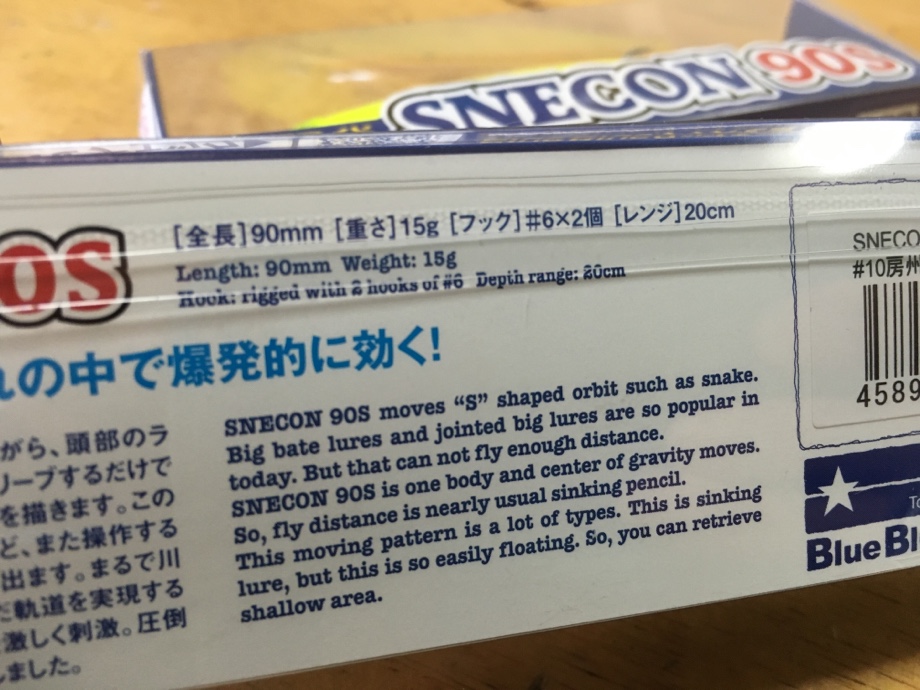 SNECON 90S
0S
[全長]90mm [重さ]15g [フック]#6×2個 [レンジ]20cm
Length: 90mm Weight: 15g
Hook: rigged with 2 hooks of #6 Depth range: 20cm
れの中で爆発的に効く!
がら、頭部のラ
リープするだけで
を描きます。この
ど、また操作する
出ます。まるで川
軌道を実現する
激しく刺激。圧倒
しました。
SNECON 90S moves “S” shaped orbit such as snake.
Big bate lures and jointed big lures are so popular in
today. But that can not fly enough distance.
SNECON 90S is one body and center of gravity moves.
So, fly distance is nearly usual sinking pencil.
This moving pattern is a lot of types. This is sinking
lure, but this is so easily floating. So, you can retrieve
shallow area.
SNECO
#10房州
4589
To
Blue Bl